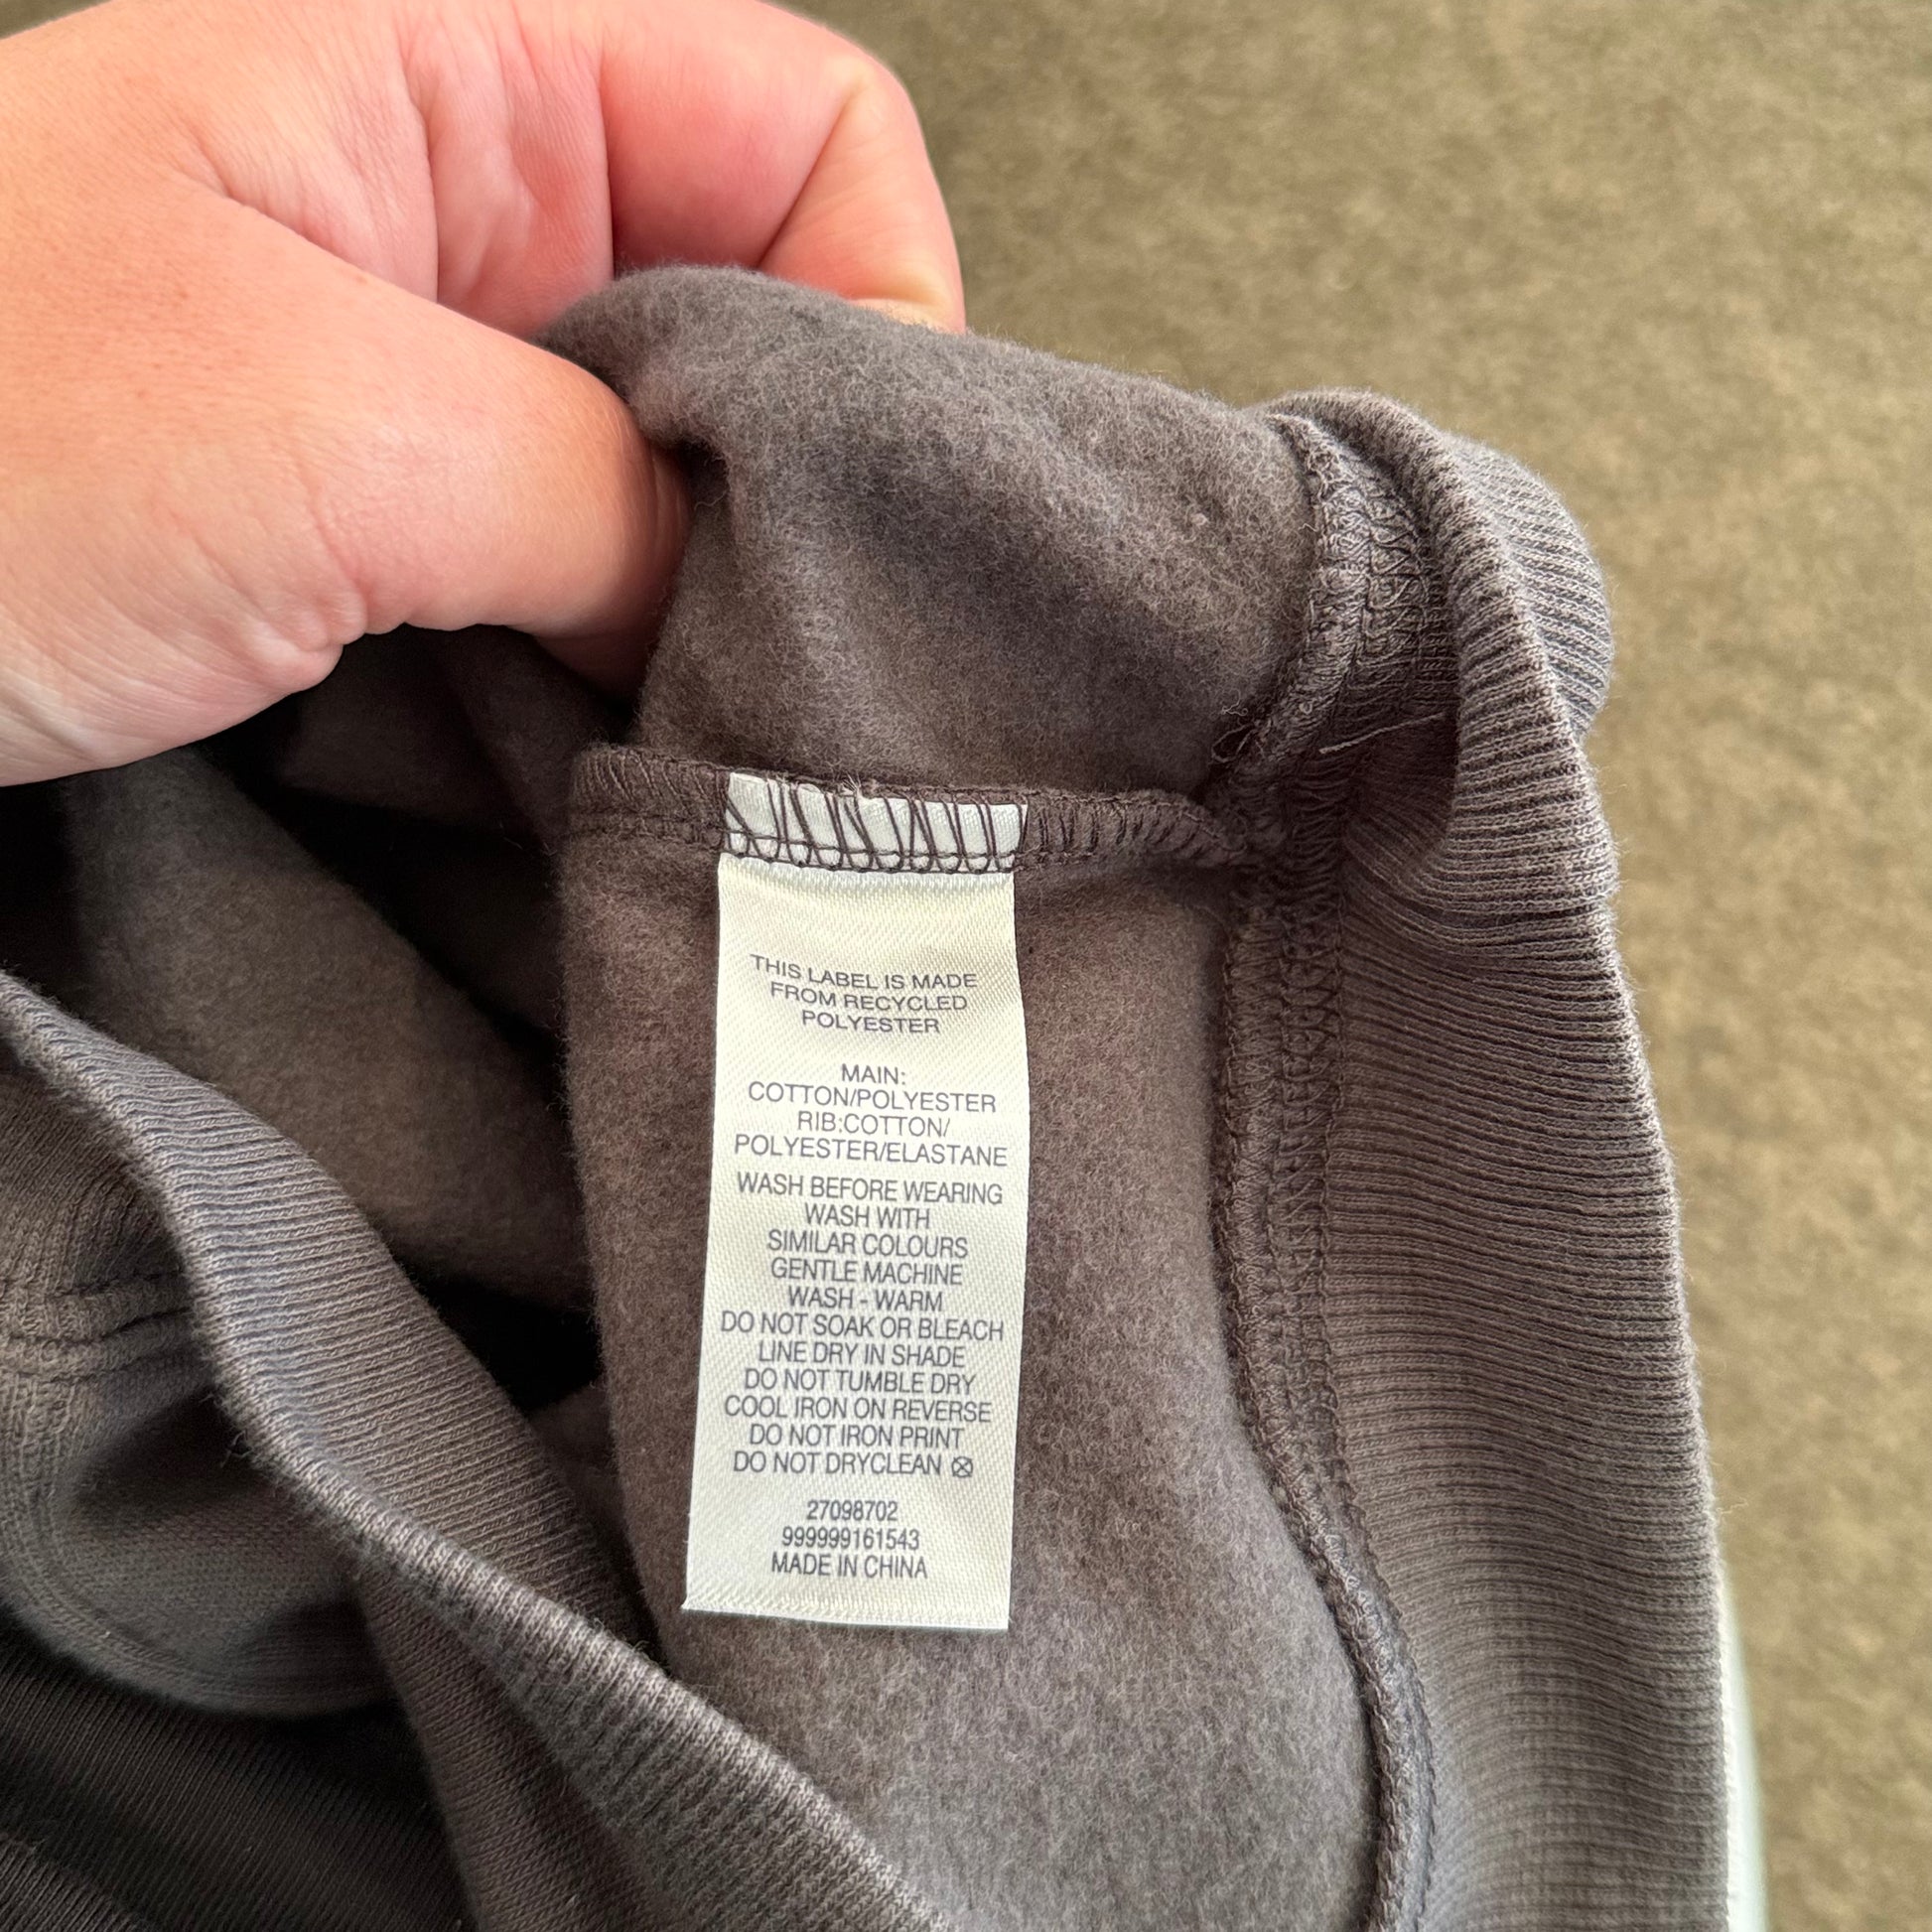 THIS LABEL IS MADE
FROM RECYCLED
POLYESTER
MAIN:
COTTON/POLYESTER
RIB:COTTON/
POLYESTER/ELASTANE
WASH BEFORE WEARING
WASH WITH
SIMILAR COLOURS
GENTLE MACHINE
WASH - WARM
DO NOT SOAK OR BLEACH
LINE DRY IN SHADE
DO NOT TUMBLE DRY
COOL IRON ON REVERSE
DO NOT IRON PRINT
DO NOT DRYCLEAN
27098702
999999161543
MADE IN CHINA